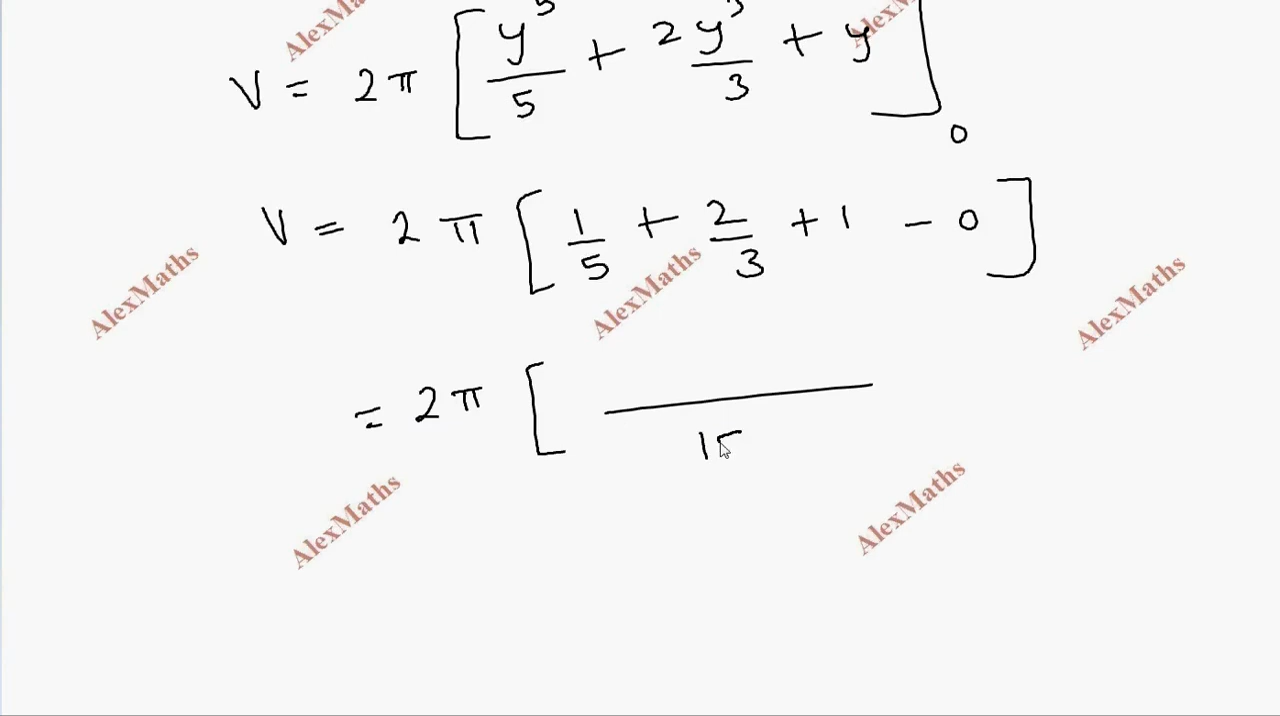 AlexMaths AlexMaths
V = 2π [ y⁵/5 + 2y³/3 + y ]₀
V = 2π [ 1/5 + 2/3 + 1 - 0 ]
AlexMaths AlexMaths AlexMaths
= 2π [ /15
AlexMaths AlexMaths